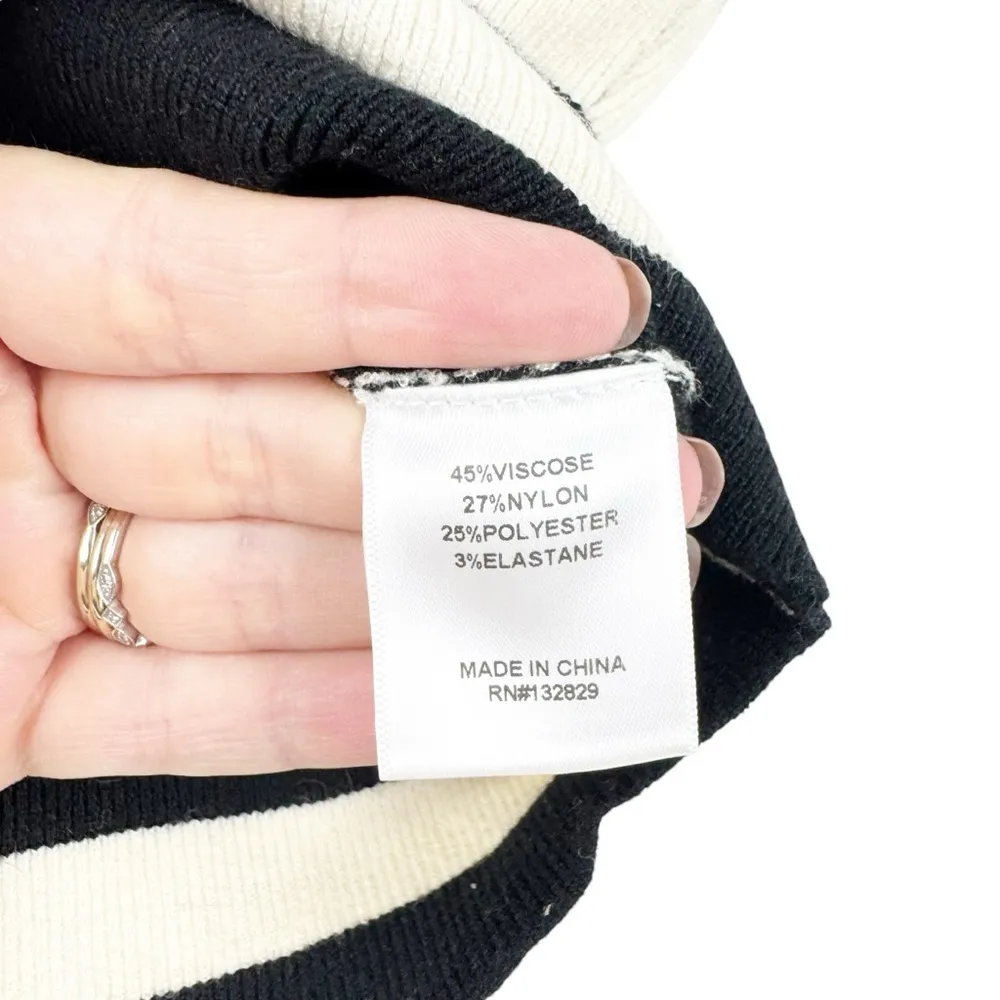 45%VISCOSE
27%NYLON
25%POLYESTER
3%ELASTANE
MADE IN CHINA
RN#132829